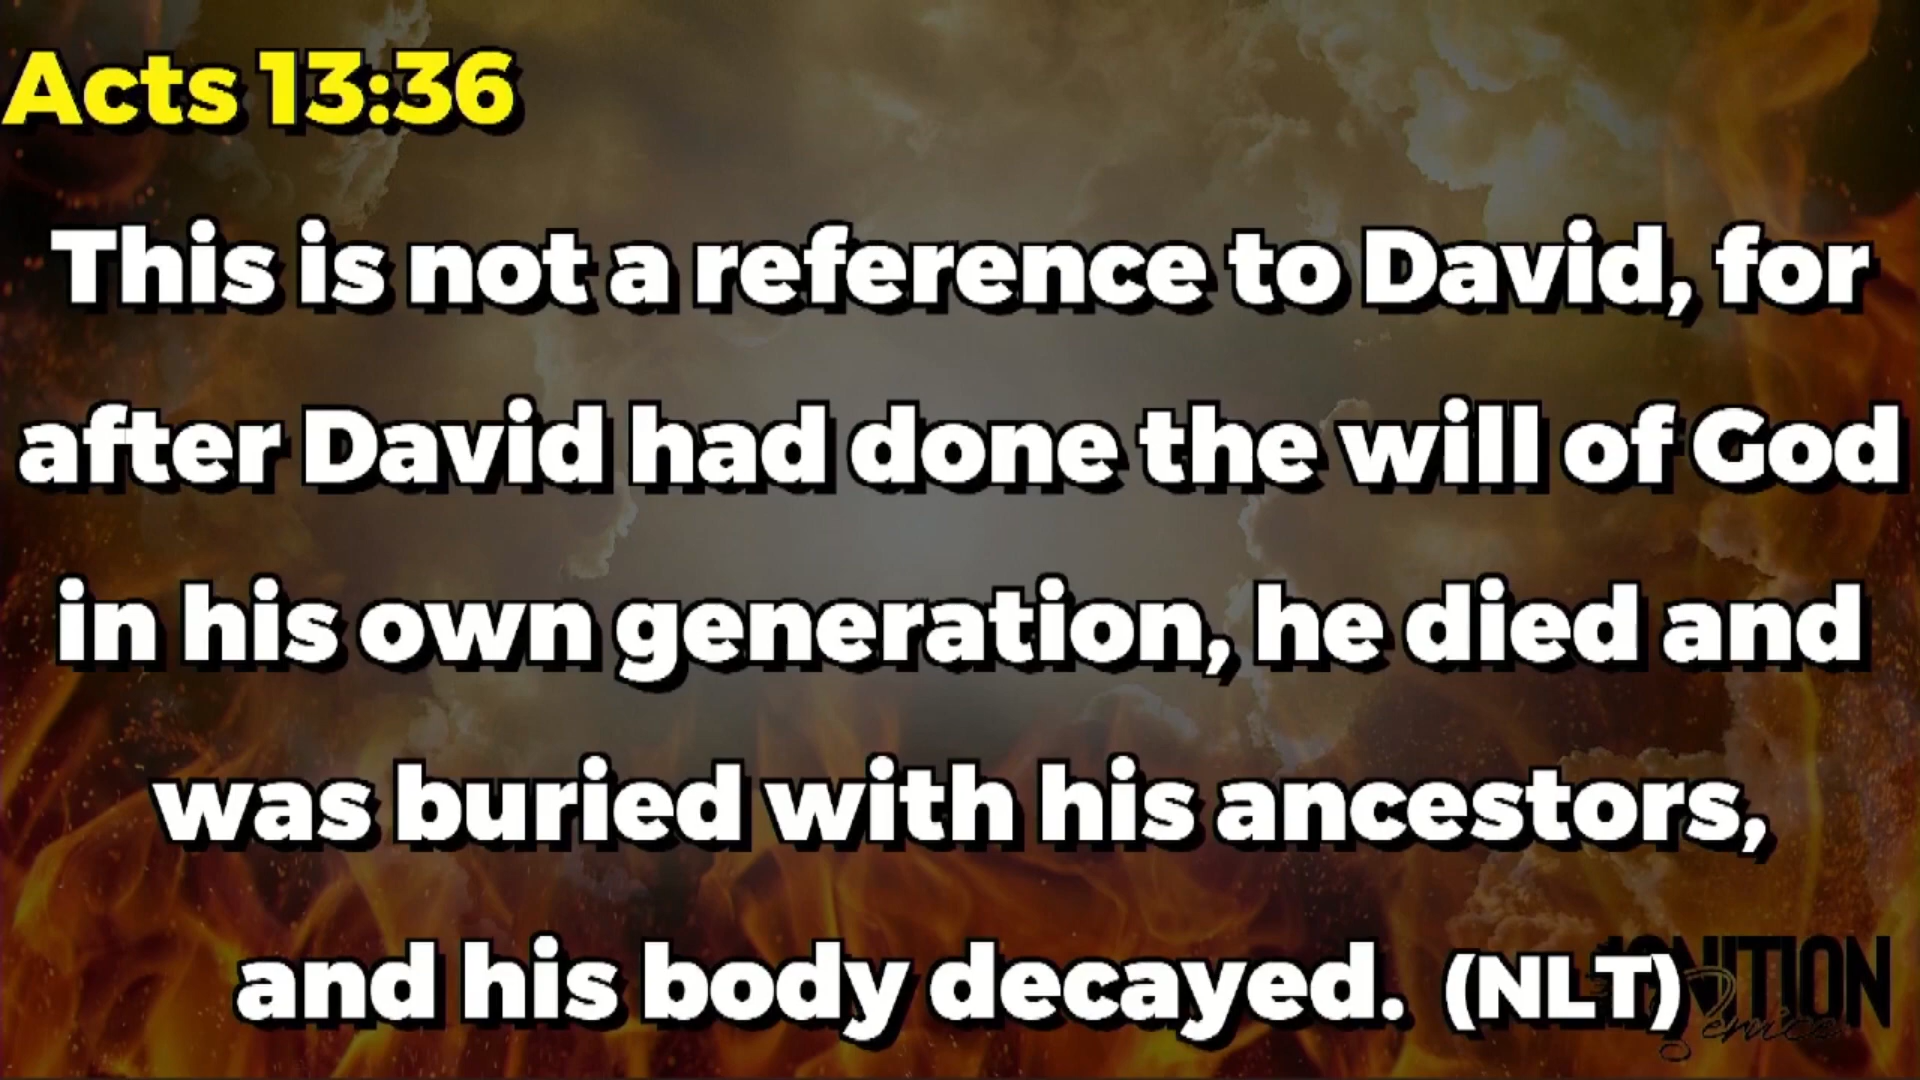 Acts 13:36
This is not a reference to David, for
after David had done the will of God
in his own generation, he died and
was buried with his ancestors,
and his body decayed. (NLT)